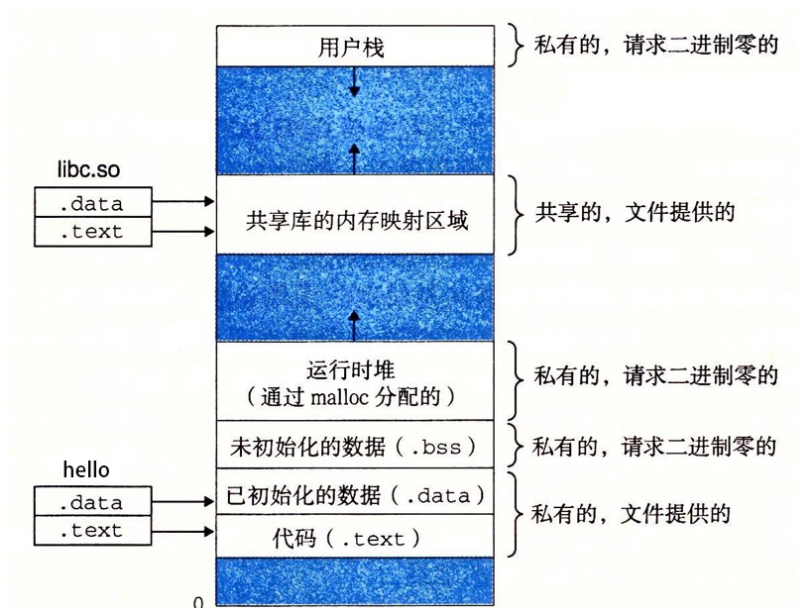 用户栈
私有的，请求二进制零的
libc.so
.data
.text
共享库的内存映射区域
共享的，文件提供的
运行时堆
（通过 malloc 分配的）
私有的，请求二进制零的
未初始化的数据（.bss）
私有的，请求二进制零的
hello
.data
.text
已初始化的数据（.data）
代码（.text）
私有的，文件提供的
0